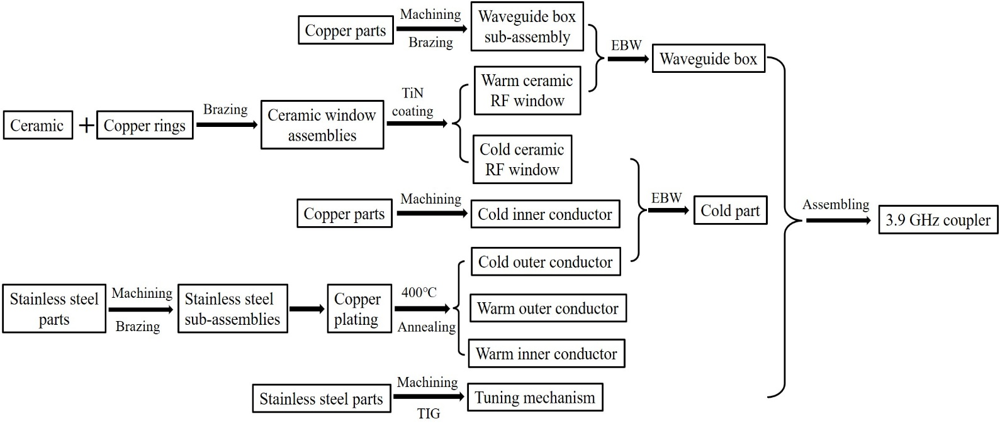 Copper parts
Machining
Brazing
Waveguide box
sub-assembly
EBW
Waveguide box
Warm ceramic
RF window
TiN
coating
Ceramic
+
Copper rings
Brazing
Ceramic window
assemblies
Cold ceramic
RF window
Copper parts
Machining
Cold inner conductor
EBW
Cold part
Assembling
3.9 GHz coupler
Cold outer conductor
Stainless steel
parts
Machining
Brazing
Stainless steel
sub-assemblies
Copper
plating
400℃
Annealing
Warm outer conductor
Warm inner conductor
Stainless steel parts
Machining
TIG
Tuning mechanism